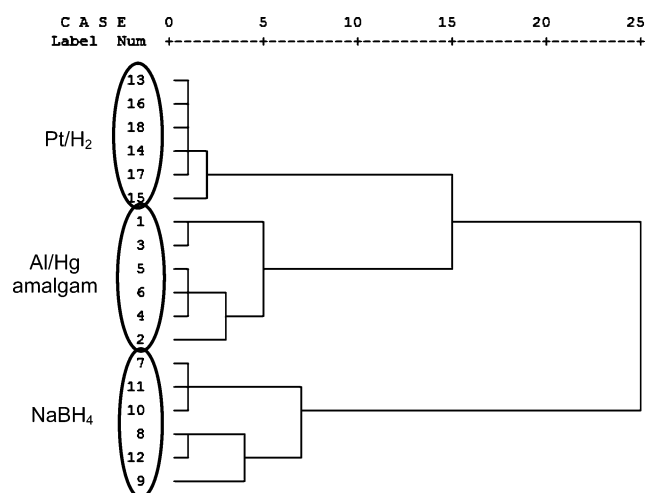 C A S E 0 5 10 15 20 25
Label Num +---------+---------+---------+---------+---------+
13
16
18
Pt/H₂ 14
17
15
1
3
Al/Hg 5
amalgam 6
4
2
7
11
10
NaBH₄ 8
12
9